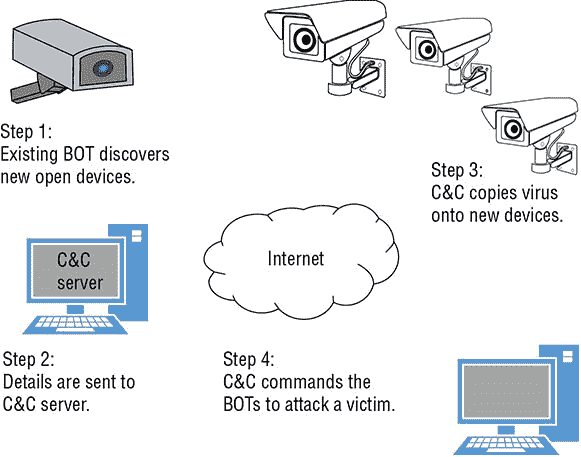 Step 1:
Existing BOT discovers
new open devices.
Step 3:
C&C copies virus
onto new devices.
C&C
server
Internet
Step 2:
Details are sent to
C&C server.
Step 4:
C&C commands the
BOTs to attack a victim.